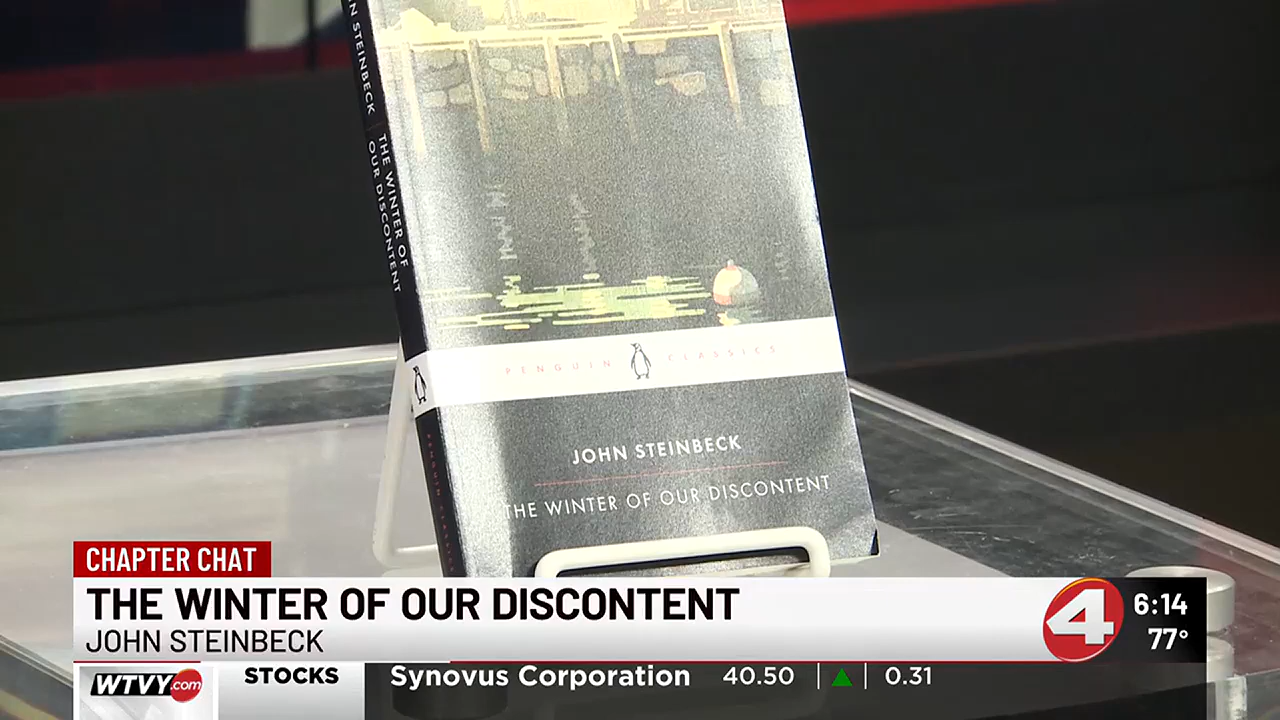 N STEINBECK
THE WINTER OF
OUR DISCONTENT
PENGUIN CLASSICS
JOHN STEINBECK
THE WINTER OF OUR DISCONTENT
CHAPTER CHAT
THE WINTER OF OUR DISCONTENT
JOHN STEINBECK
4
6:14
77°
WTVY.com
STOCKS
Synovus Corporation 40.50 | ▲ | 0.31